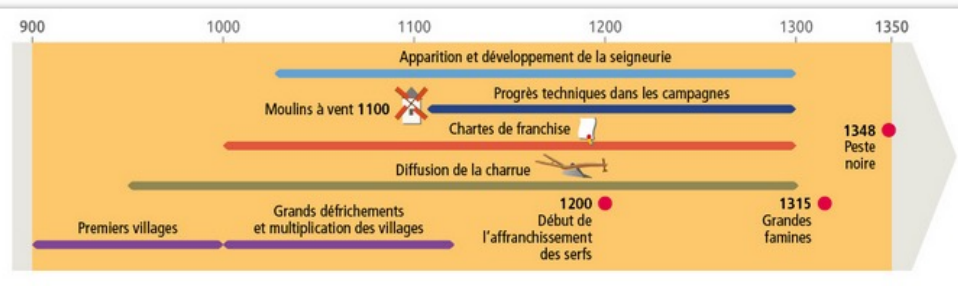 900 1000 1100 1200 1300 1350
Apparition et développement de la seigneurie
Progrès techniques dans les campagnes
Moulins à vent 1100
Chartes de franchise
1348
Peste
noire
Diffusion de la charrue
1200
Début de
l'affranchissement
des serfs
1315
Grandes
famines
Premiers villages
Grands défrichements
et multiplication des villages